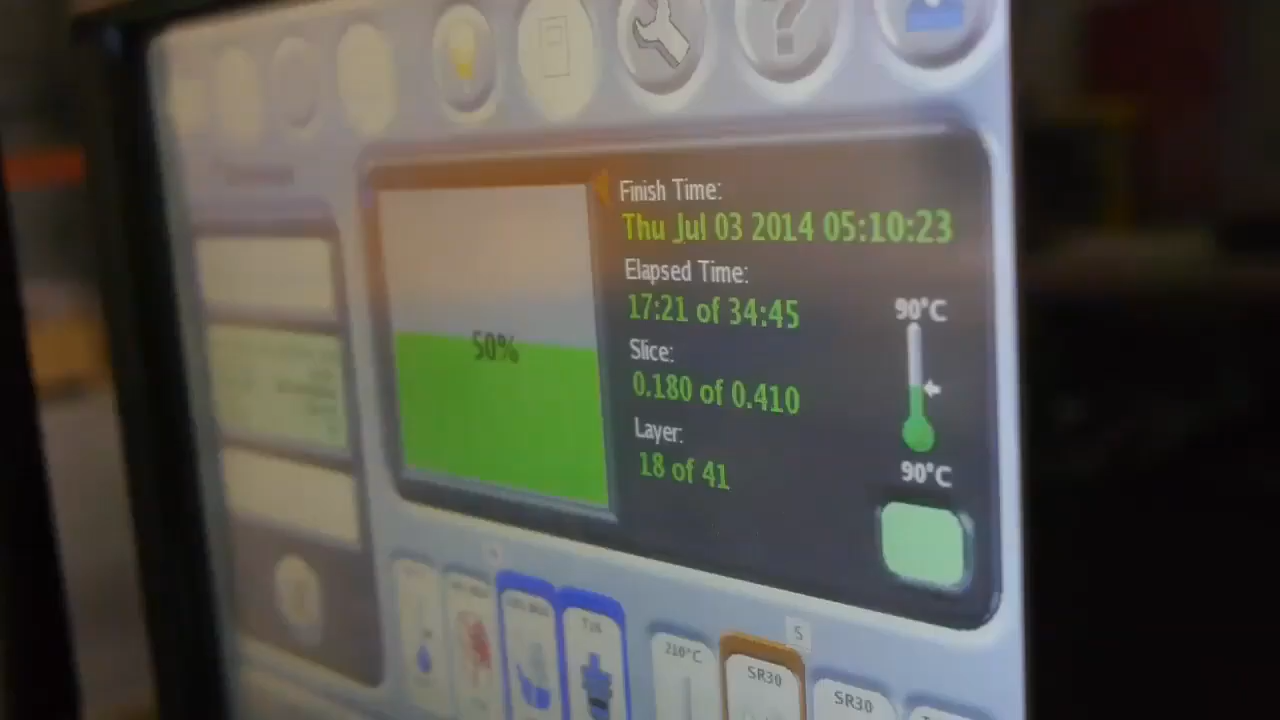 Finish Time:
Thu Jul 03 2014 05:10:23
Elapsed Time:
17:21 of 34:45
50%
Slice:
0.180 of 0.410
Layer:
18 of 41
90°C
90°C
S
210°C
SR30
SR30